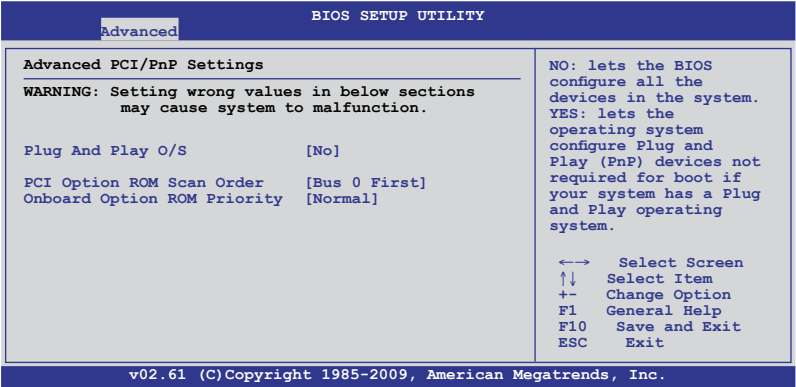 BIOS SETUP UTILITY
Advanced
Advanced PCI/PnP Settings
WARNING: Setting wrong values in below sections
may cause system to malfunction.
Plug And Play O/S [No]
PCI Option ROM Scan Order [Bus 0 First]
Onboard Option ROM Priority [Normal]
NO: lets the BIOS
configure all the
devices in the system.
YES: lets the
operating system
configure Plug and
Play (PnP) devices not
required for boot if
your system has a Plug
and Play operating
system.
←→ Select Screen
↑↓ Select Item
+- Change Option
F1 General Help
F10 Save and Exit
ESC Exit
v02.61 (C)Copyright 1985-2009, American Megatrends, Inc.